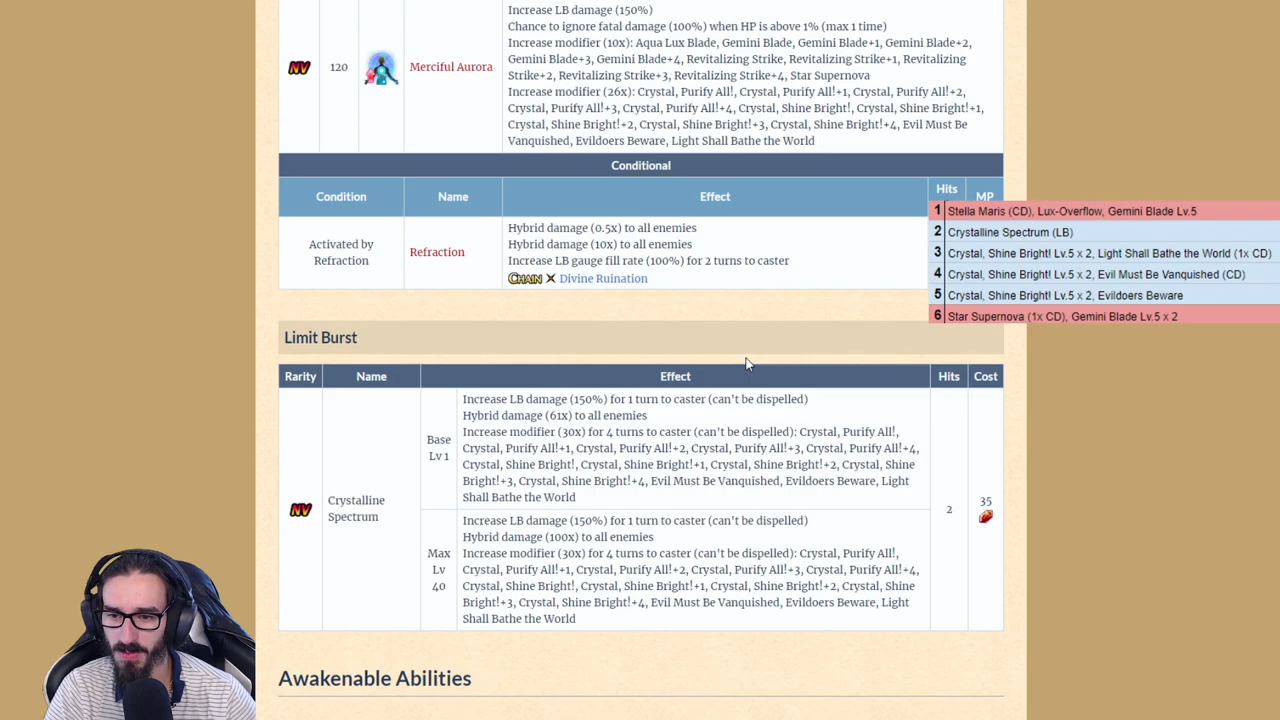 Increase LB damage (150%)
Chance to ignore fatal damage (100%) when HP is above 1% (max 1 time)
Increase modifier (10x): Aqua Lux Blade, Gemini Blade, Gemini Blade+1, Gemini Blade+2,
Gemini Blade+3, Gemini Blade+4, Revitalizing Strike, Revitalizing Strike+1, Revitalizing
Strike+2, Revitalizing Strike+3, Revitalizing Strike+4, Star Supernova
Increase modifier (26x): Crystal, Purify All!, Crystal, Purify All!+1, Crystal, Purify All!+2,
Crystal, Purify All!+3, Crystal, Purify All!+4, Crystal, Shine Bright!, Crystal, Shine Bright!+1,
Crystal, Shine Bright!+2, Crystal, Shine Bright!+3, Crystal, Shine Bright!+4, Evil Must Be
Vanquished, Evildoers Beware, Light Shall Bathe the World
NV
120
Merciful Aurora
Conditional
Condition
Name
Effect
Hits
MP
Activated by
Refraction
Refraction
Hybrid damage (0.5x) to all enemies
Hybrid damage (10x) to all enemies
Increase LB gauge fill rate (100%) for 2 turns to caster
CHAIN Divine Ruination
1 Stella Maris (CD), Lux-Overflow, Gemini Blade Lv.5
2 Crystalline Spectrum (LB)
3 Crystal, Shine Bright! Lv.5 x 2, Light Shall Bathe the World (1x CD)
4 Crystal, Shine Bright! Lv.5 x 2, Evil Must Be Vanquished (CD)
5 Crystal, Shine Bright! Lv.5 x 2, Evildoers Beware
6 Star Supernova (1x CD), Gemini Blade Lv.5 x 2
Limit Burst
Rarity
Name
Effect
Hits
Cost
NV
Crystalline
Spectrum
Base
Lv 1
Increase LB damage (150%) for 1 turn to caster (can't be dispelled)
Hybrid damage (61x) to all enemies
Increase modifier (30x) for 4 turns to caster (can't be dispelled): Crystal, Purify All!,
Crystal, Purify All!+1, Crystal, Purify All!+2, Crystal, Purify All!+3, Crystal, Purify All!+4,
Crystal, Shine Bright!, Crystal, Shine Bright!+1, Crystal, Shine Bright!+2, Crystal, Shine
Bright!+3, Crystal, Shine Bright!+4, Evil Must Be Vanquished, Evildoers Beware, Light
Shall Bathe the World
Max
Lv
40
Increase LB damage (150%) for 1 turn to caster (can't be dispelled)
Hybrid damage (100x) to all enemies
Increase modifier (30x) for 4 turns to caster (can't be dispelled): Crystal, Purify All!,
Crystal, Purify All!+1, Crystal, Purify All!+2, Crystal, Purify All!+3, Crystal, Purify All!+4,
Crystal, Shine Bright!, Crystal, Shine Bright!+1, Crystal, Shine Bright!+2, Crystal, Shine
Bright!+3, Crystal, Shine Bright!+4, Evil Must Be Vanquished, Evildoers Beware, Light
Shall Bathe the World
2
35
Awakenable Abilities